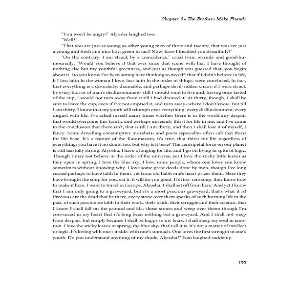 Chapter 3 – The Brothers Make Friends
"You won't be angry?" Alyosha laughed too.
"Well?"
"That you are just as young as other young men of three and twenty, that you are just
a young and fresh and nice boy, green in fact! Now, have I insulted you dreadfully?"
"On the contrary, I am struck by a coincidence," cried Ivan, warmly and good-hu-
mouredly. "Would you believe it that ever since that scene with her, I have thought of
nothing else but my youthful greenness, and just as though you guessed that, you begin
about it. Do you know I've been sitting here thinking to myself: that if I didn't believe in life,
if I lost faith in the woman I love, lost faith in the order of things, were convinced, in fact,
that everything is a disorderly, damnable, and perhaps devil-ridden chaos, if I were struck
by every horror of man's disillusionment- still I should want to live and, having once tasted
of the cup, I would not turn away from it till I had drained it! At thirty, though, I shall be
sure to leave the cup, even if I've not emptied it, and turn away- where I don't know. But till
I am thirty, I know that my youth will triumph over everything- every disillusionment, every
disgust with life. I've asked myself many times whether there is in the world any despair
that would overcome this frantic and perhaps unseemly thirst for life in me, and I've come
to the conclusion that there isn't, that is till I am thirty, and then I shall lose it of myself, I
fancy. Some drivelling consumptive moralists- and poets especially- often call that thirst
for life base. It's a feature of the Karamazovs, it's true, that thirst for life regardless of
everything; you have it no doubt too, but why is it base? The centripetal force on our planet
is still fearfully strong, Alyosha. I have a longing for life, and I go on living in spite of logic.
Though I may not believe in the order of the universe, yet I love the sticky little leaves as
they open in spring. I love the blue sky, I love some people, whom one loves you know
sometimes without knowing why. I love some great deeds done by men, though I've long
ceased perhaps to have faith in them, yet from old habit one's heart prizes them. Here they
have brought the soup for you, eat it, it will do you good. It's first-rate soup, they know how
to make it here. I want to travel in Europe, Alyosha, I shall set off from here. And yet I know
that I am only going to a graveyard, but it's a most precious graveyard, that's what it is!
Precious are the dead that lie there, every stone over them speaks of such burning life in the
past, of such passionate faith in their work, their truth, their struggle and their science, that
I know I shall fall on the ground and kiss those stones and weep over them; though I'm
convinced in my heart that it's long been nothing but a graveyard. And I shall not weep
from despair, but simply because I shall be happy in my tears, I shall steep my soul in emo-
tion. I love the sticky leaves in spring, the blue sky- that's all it is. It's not a matter of intellect
or logic, it's loving with one's inside, with one's stomach. One loves the first strength of one's
youth. Do you understand anything of my tirade, Alyosha?" Ivan laughed suddenly.